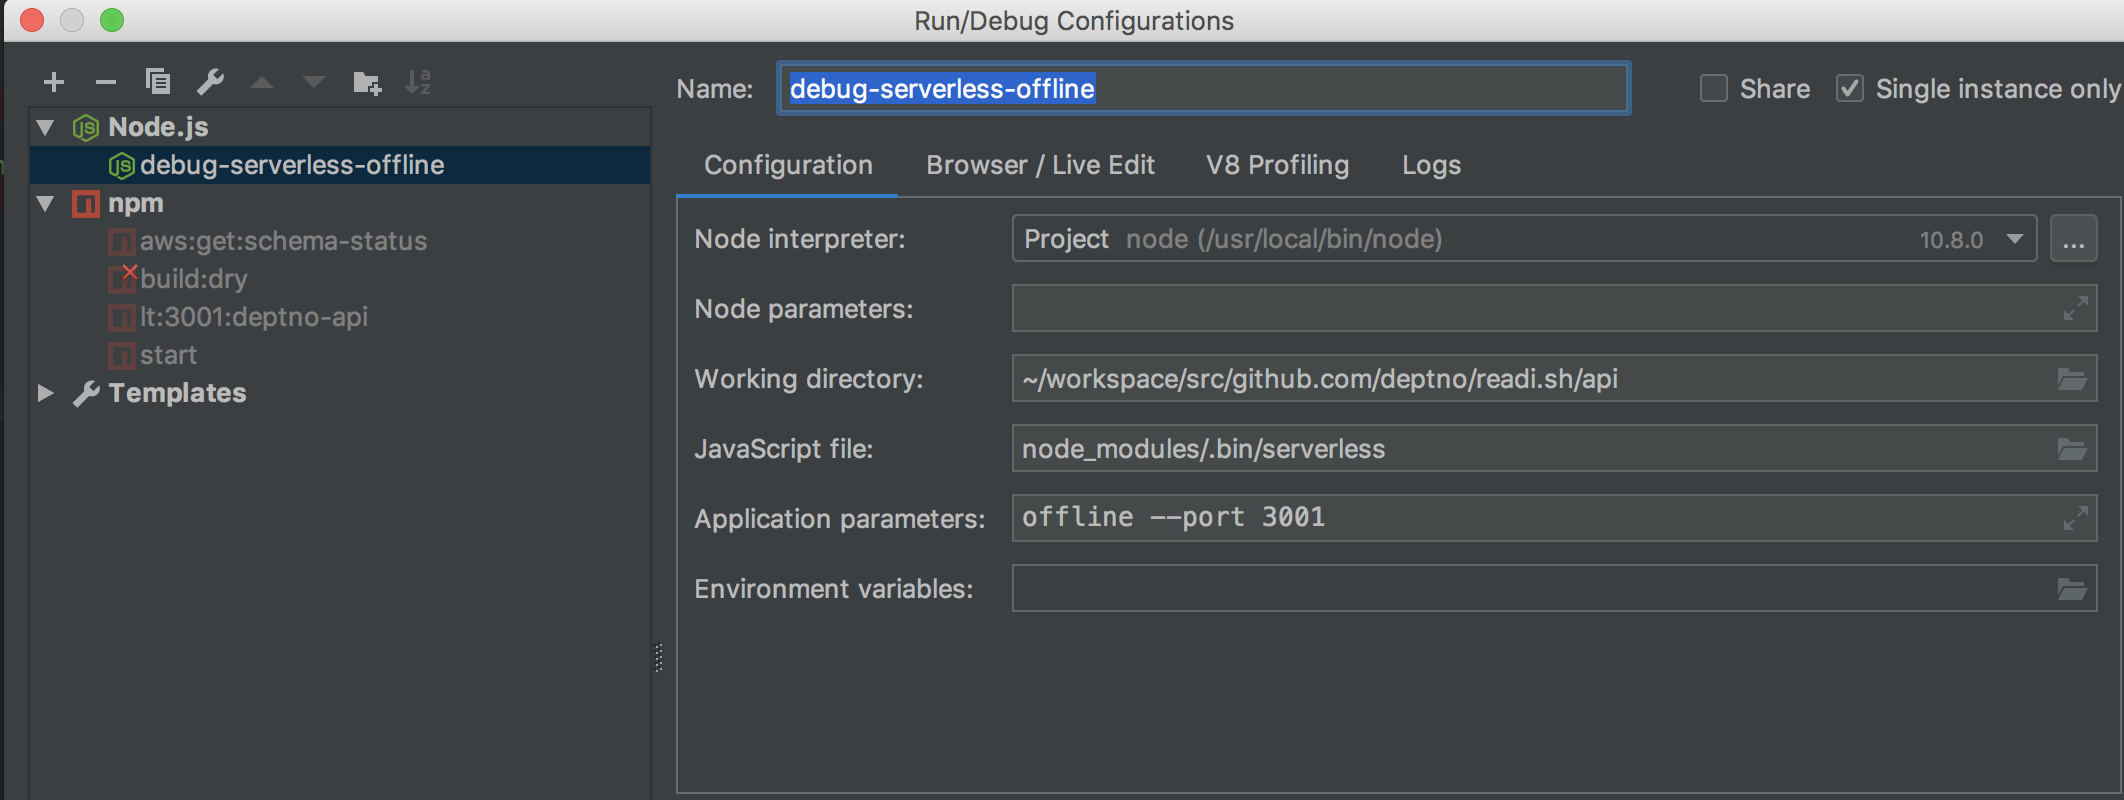 Run/Debug Configurations
Name: debug-serverless-offline Share Single instance only
Node.js
debug-serverless-offline
npm
aws:get:schema-status
build:dry
lt:3001:deptno-api
start
Templates
Configuration Browser / Live Edit V8 Profiling Logs
Node interpreter: Project node (/usr/local/bin/node) 10.8.0 ...
Node parameters:
Working directory: ~/workspace/src/github.com/deptno/readi.sh/api
JavaScript file: node_modules/.bin/serverless
Application parameters: offline --port 3001
Environment variables: